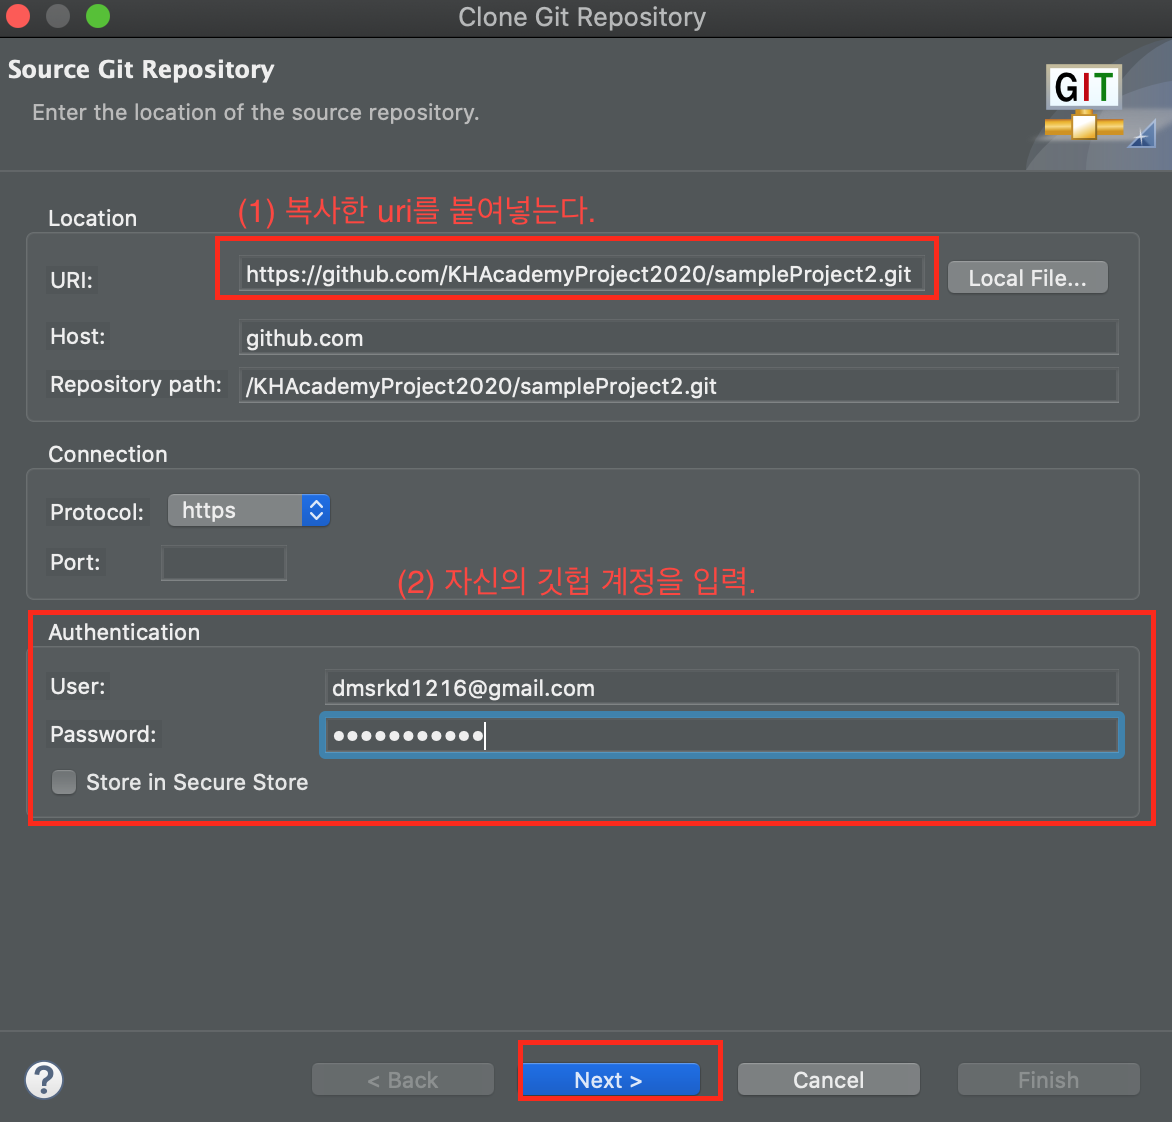 Clone Git Repository
Source Git Repository
Enter the location of the source repository.
GIT
Location
(1) 복사한 uri를 붙여넣는다.
URI:
https://github.com/KHAcademyProject2020/sampleProject2.git
Local File...
Host:
github.com
Repository path:
/KHAcademyProject2020/sampleProject2.git
Connection
Protocol:
https
Port:
(2) 자신의 깃헙 계정을 입력.
Authentication
User:
dmsrkd1216@gmail.com
Password:
●●●●●●●●●●●
Store in Secure Store
?
< Back
Next >
Cancel
Finish